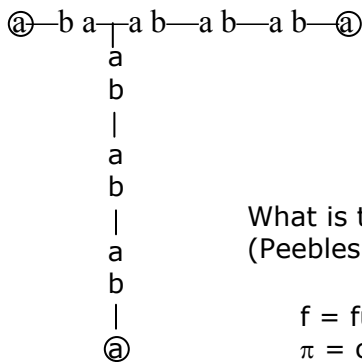 a—b a—a b—a b—a b—a
a
b
a
b
a
b
a
What is
(Peebles
f =
π =